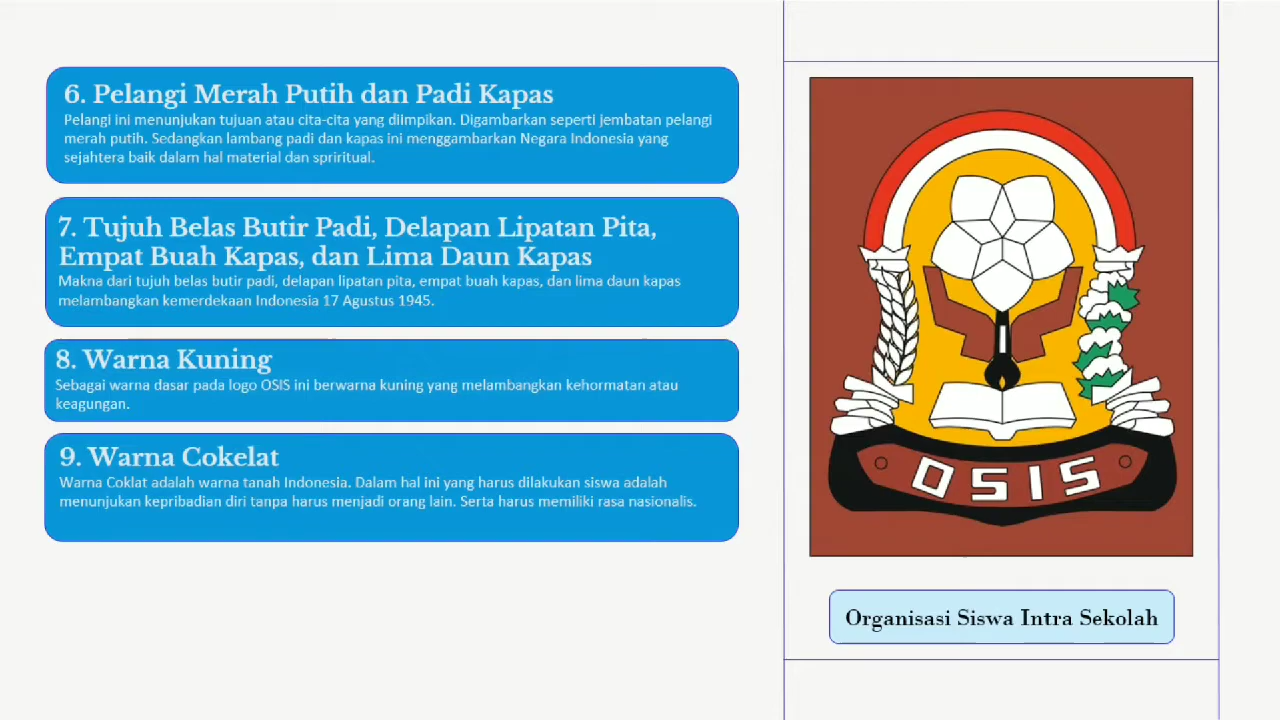 6. Pelangi Merah Putih dan Padi Kapas
Pelangi ini menunjukan tujuan atau cita-cita yang diimpikan. Digambarkan seperti jembatan pelangi
merah putih. Sedangkan lambang padi dan kapas ini menggambarkan Negara Indonesia yang
sejahtera baik dalam hal material dan spriritual.
7. Tujuh Belas Butir Padi, Delapan Lipatan Pita,
Empat Buah Kapas, dan Lima Daun Kapas
Makna dari tujuh belas butir padi, delapan lipatan pita, empat buah kapas, dan lima daun kapas
melambangkan kemerdekaan Indonesia 17 Agustus 1945.
8. Warna Kuning
Sebagai warna dasar pada logo OSIS ini berwarna kuning yang melambangkan kehormatan atau
keagungan.
9. Warna Cokelat
Warna Coklat adalah warna tanah Indonesia. Dalam hal ini yang harus dilakukan siswa adalah
menunjukan kepribadian diri tanpa harus menjadi orang lain. Serta harus memiliki rasa nasionalis.
OSIS
Organisasi Siswa Intra Sekolah